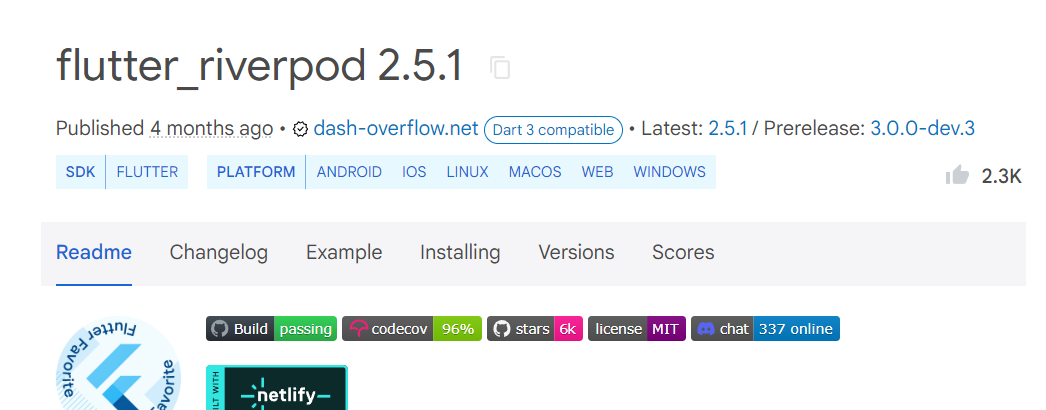 flutter_riverpod 2.5.1
Published 4 months ago • dash-overflow.net Dart 3 compatible • Latest: 2.5.1 / Prerelease: 3.0.0-dev.3
SDK FLUTTER PLATFORM ANDROID IOS LINUX MACOS WEB WINDOWS
2.3K
Readme Changelog Example Installing Versions Scores
Build passing codecov 96% stars 6k license MIT chat 337 online
Flutter Favorite
Favorite
netlify